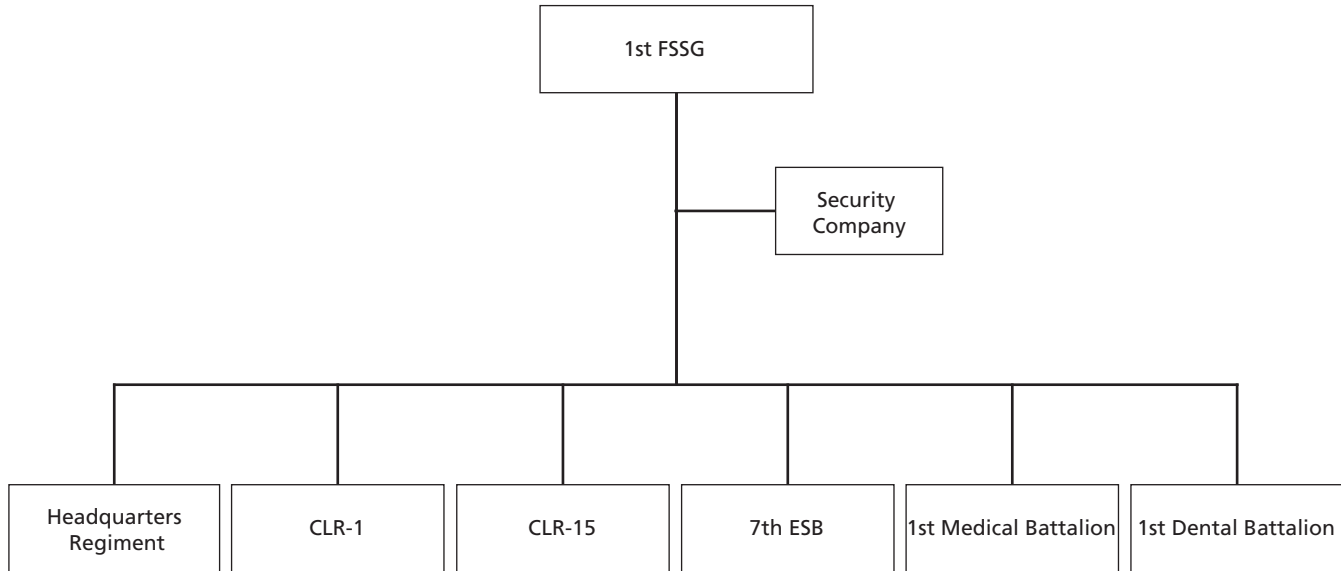 1st FSSG
Security
Company
Headquarters
Regiment
CLR-1
CLR-15
7th ESB
1st Medical Battalion
1st Dental Battalion